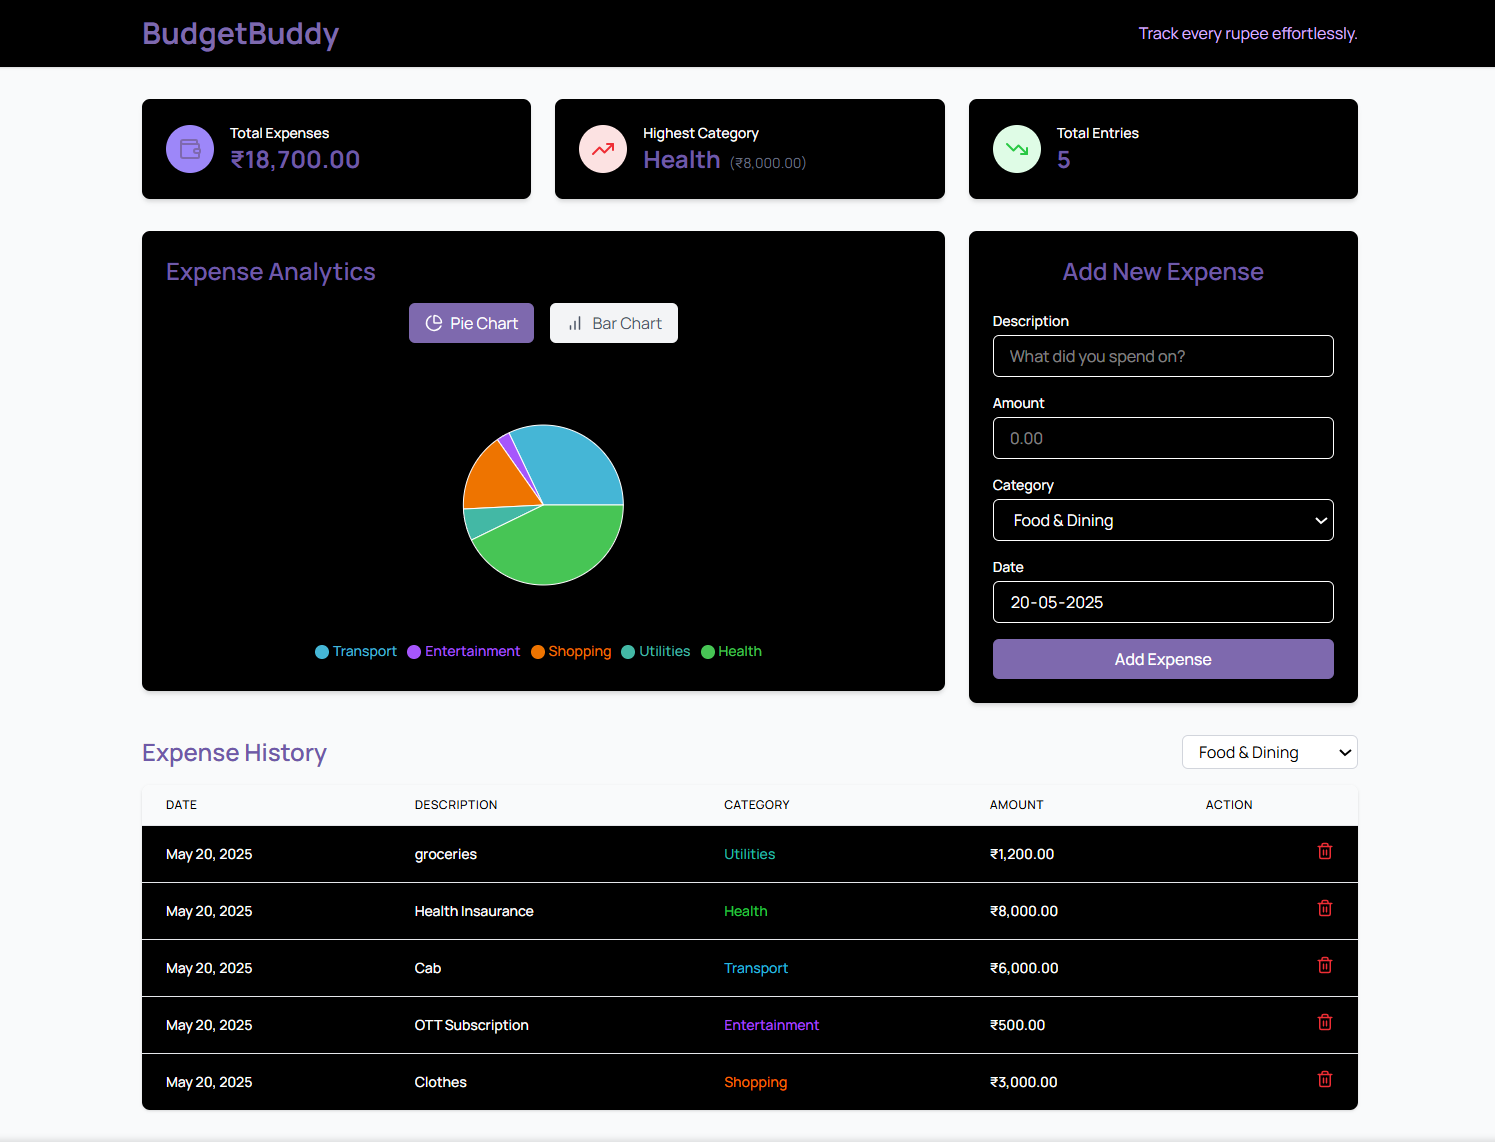 BudgetBuddy
Track every rupee effortlessly.
Total Expenses
₹18,700.00
Highest Category
Health (₹8,000.00)
Total Entries
5
Expense Analytics
Pie Chart
Bar Chart
Transport Entertainment Shopping Utilities Health
Add New Expense
Description
What did you spend on?
Amount
0.00
Category
Food & Dining
Date
20-05-2025
Add Expense
Expense History
Food & Dining
DATE DESCRIPTION CATEGORY AMOUNT ACTION
May 20, 2025 groceries Utilities ₹1,200.00
May 20, 2025 Health Insaurance Health ₹8,000.00
May 20, 2025 Cab Transport ₹6,000.00
May 20, 2025 OTT Subscription Entertainment ₹500.00
May 20, 2025 Clothes Shopping ₹3,000.00